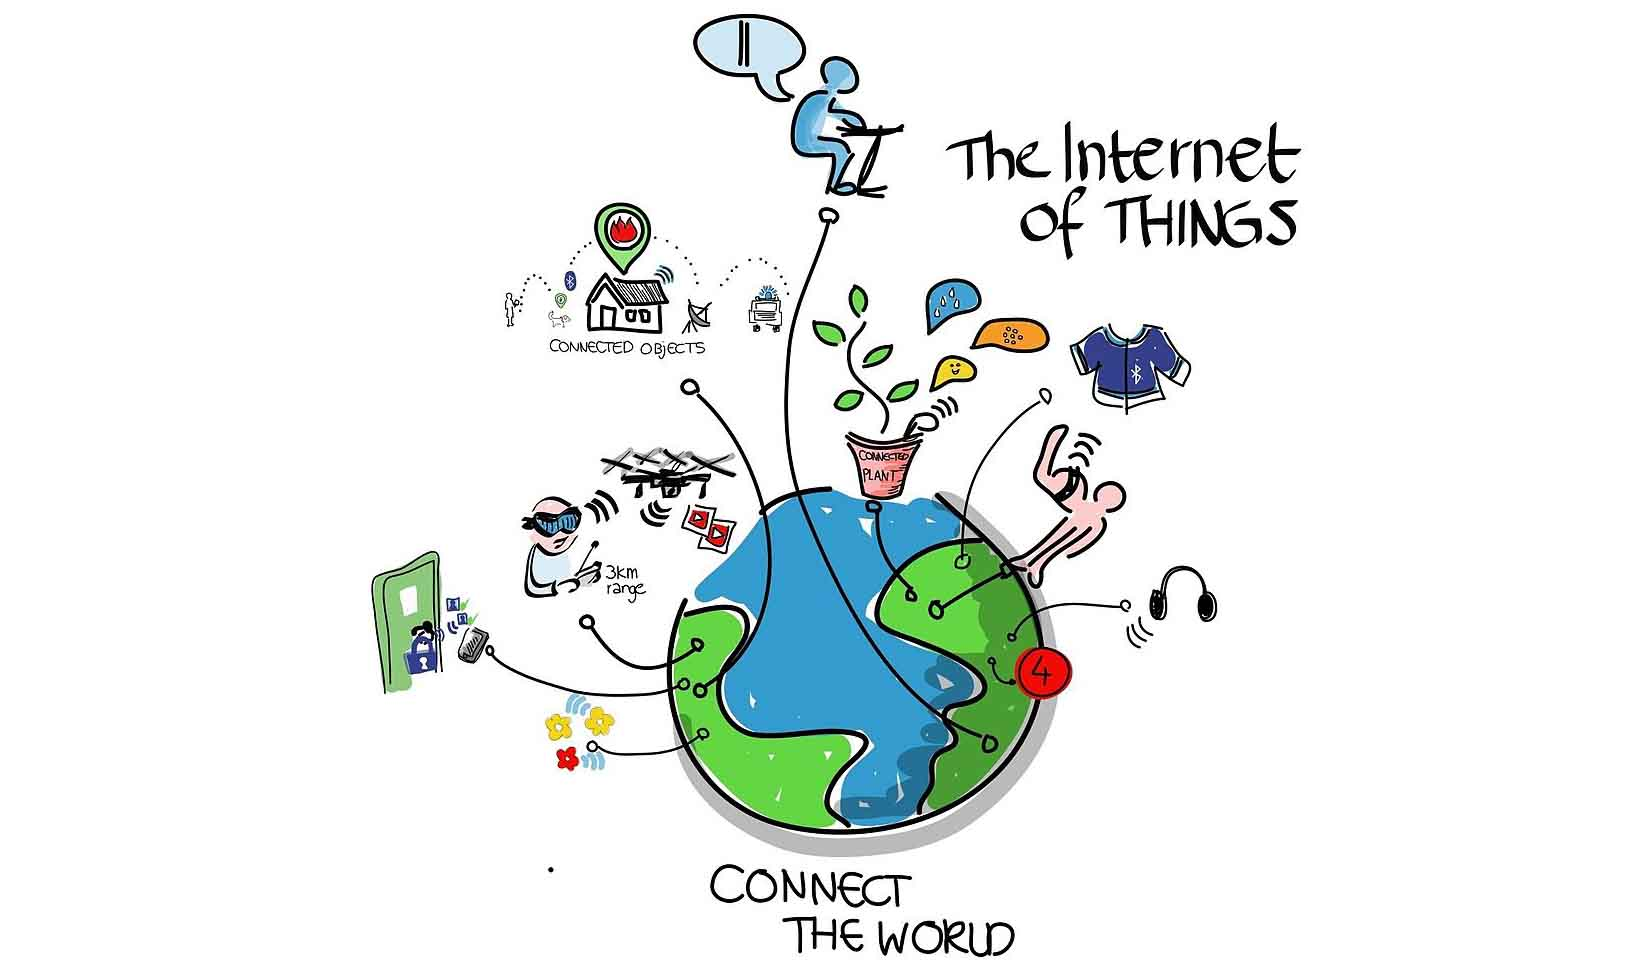 The Internet
of THINGS
CONNECTED OBJECTS
CONNECTED
PLANT
3km
range
4
CONNECT
THE WORLD